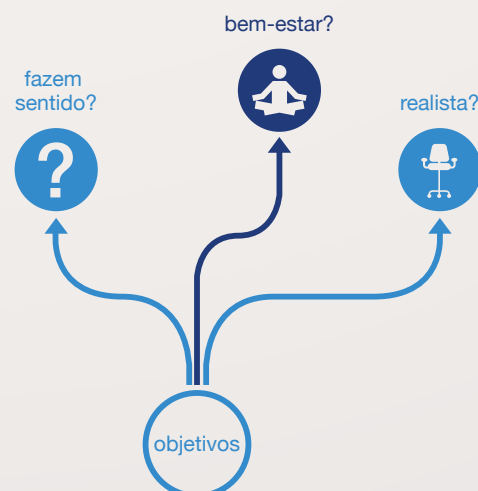 bem-estar?
fazem
sentido?
realista?
?
objetivos